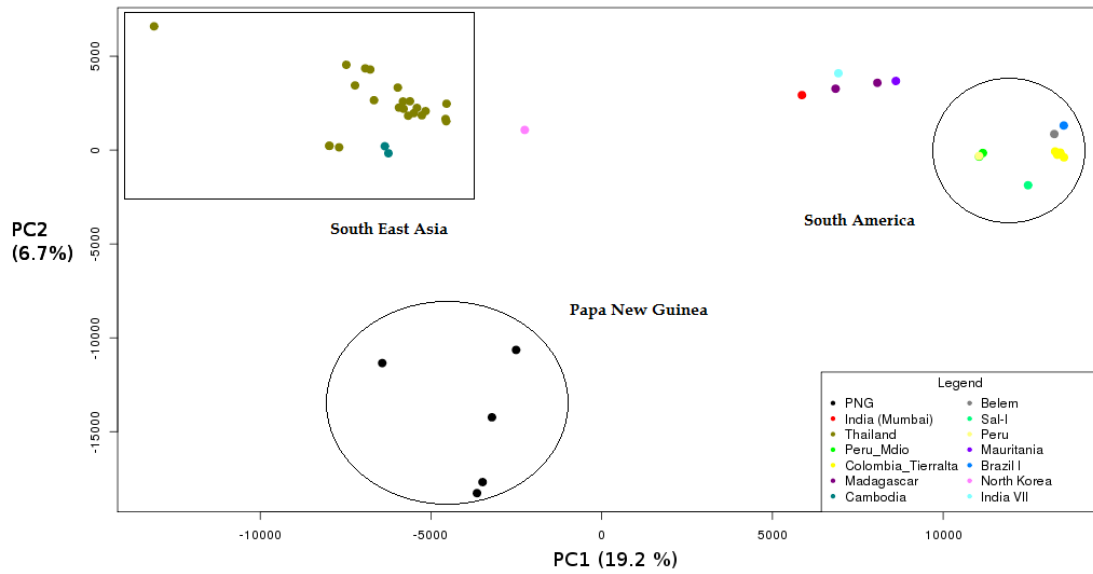 5000
0
-5000
-10000
-15000
PC2
(6.7%)
South East Asia
South America
Papa New Guinea
Legend
PNG
India (Mumbai)
Thailand
Peru_Mdio
Colombia_Tierralta
Madagascar
Cambodia
Belem
Sal-I
Peru
Mauritania
Brazil I
North Korea
India VII
-10000 -5000 0 5000 10000
PC1 (19.2 %)